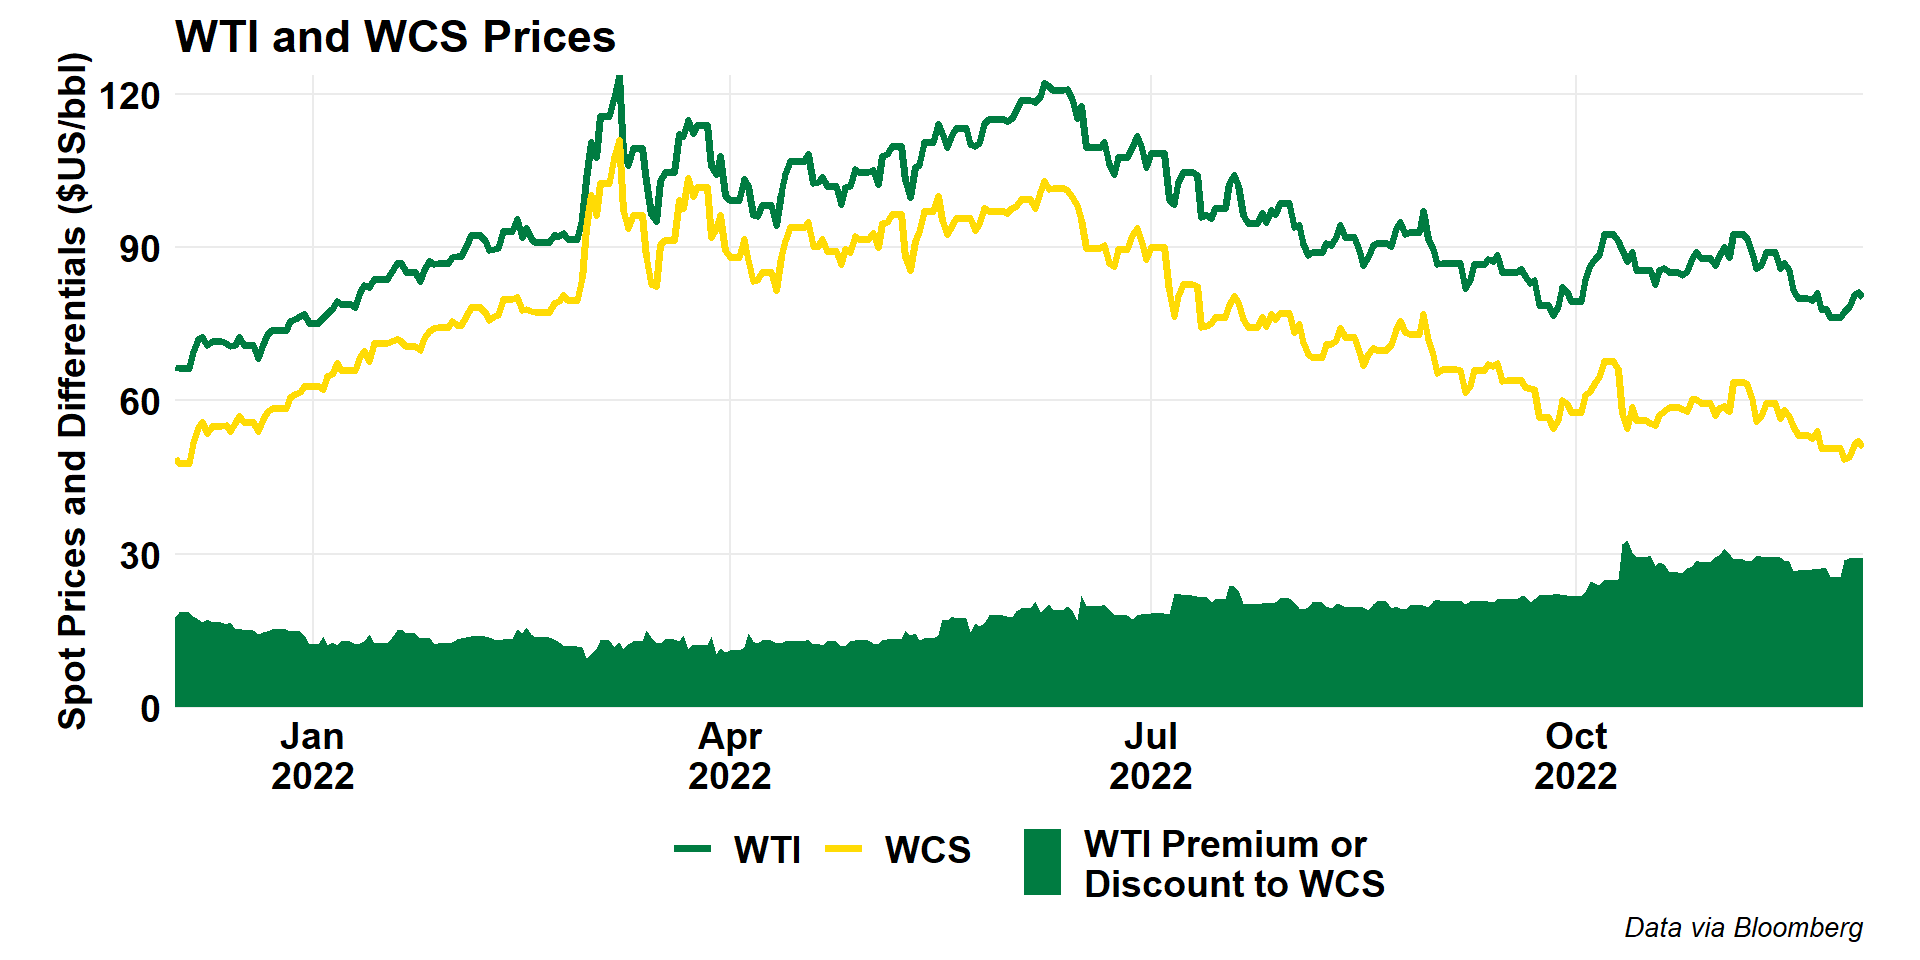 WTI and WCS Prices
Spot Prices and Differentials ($US/bbl)
120
90
60
30
0
Jan
2022
Apr
2022
Jul
2022
Oct
2022
WTI
WCS
WTI Premium or
Discount to WCS
Data via Bloomberg